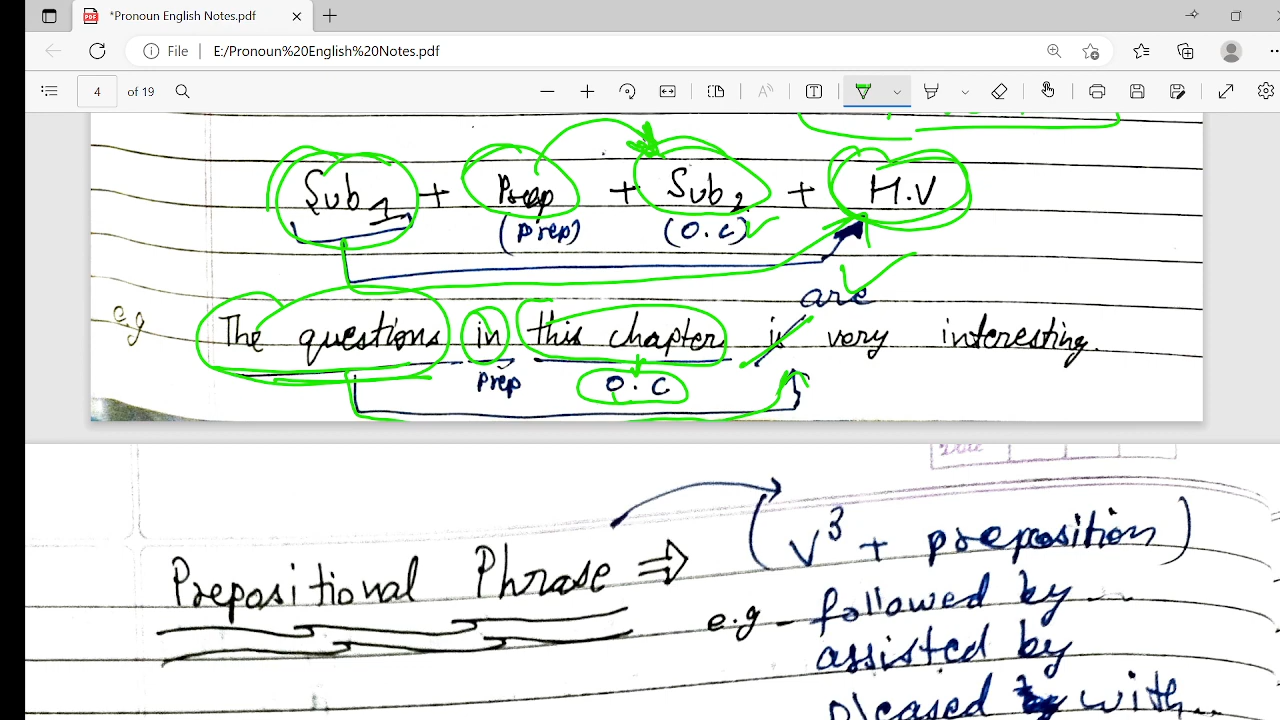 *Pronoun English Notes.pdf
File | E:/Pronoun%20English%20Notes.pdf
4 of 19
Sub1 + Prep + Sub2 + H.V
(prep) (O.C)
are
e.g The questions in this chapter is very interesting.
prep O.C
Date
Prepositional Phrase ⇒ (V³ + preposition)
e.g - followed by ...
assisted by
pleased with...